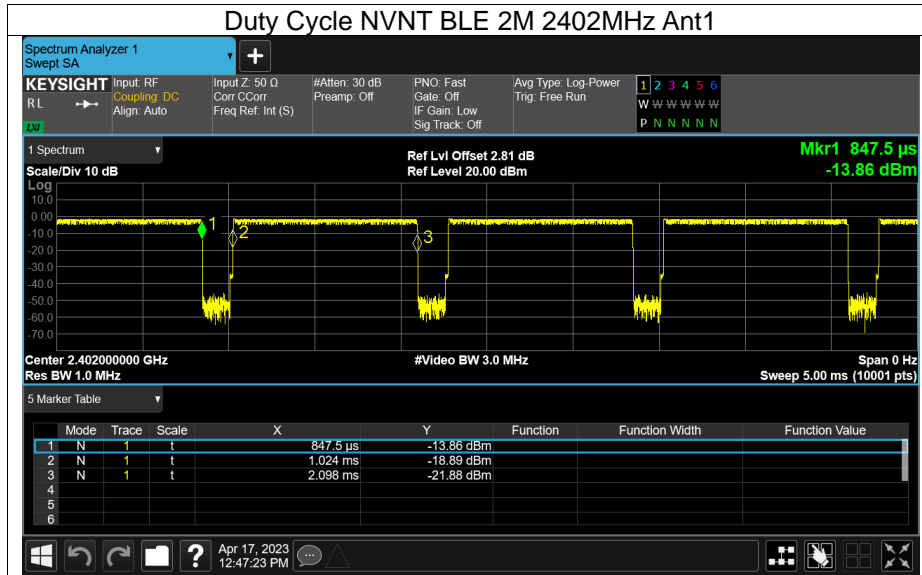 Duty Cycle NVNT BLE 2M 2402MHz Ant1
Spectrum Analyzer 1
Swept SA
+
KEYSIGHT Input: RF Input Z: 50 Ω #Atten: 30 dB PNO: Fast Avg Type: Log-Power 1 2 3 4 5 6
RL Coupling: DC Corr CCorr Preamp: Off Gate: Off Trig: Free Run W W W W W W
Align: Auto Freq Ref: Int (S) IF Gain: Low
LXI Sig Track: Off P N N N N N
1 Spectrum Ref Lvl Offset 2.81 dB Mkr1 847.5 µs
Scale/Div 10 dB Ref Level 20.00 dBm -13.86 dBm
Log
10.0
0.00
-10.0
-20.0
-30.0
-40.0
-50.0
-60.0
-70.0
1
2
3
Center 2.402000000 GHz #Video BW 3.0 MHz Span 0 Hz
Res BW 1.0 MHz Sweep 5.00 ms (10001 pts)
5 Marker Table
Mode Trace Scale X Y Function Function Width Function Value
1 N 1 t 847.5 µs -13.86 dBm
2 N 1 t 1.024 ms -18.89 dBm
3 N 1 t 2.098 ms -21.88 dBm
4
5
6
? Apr 17, 2023
12:47:23 PM